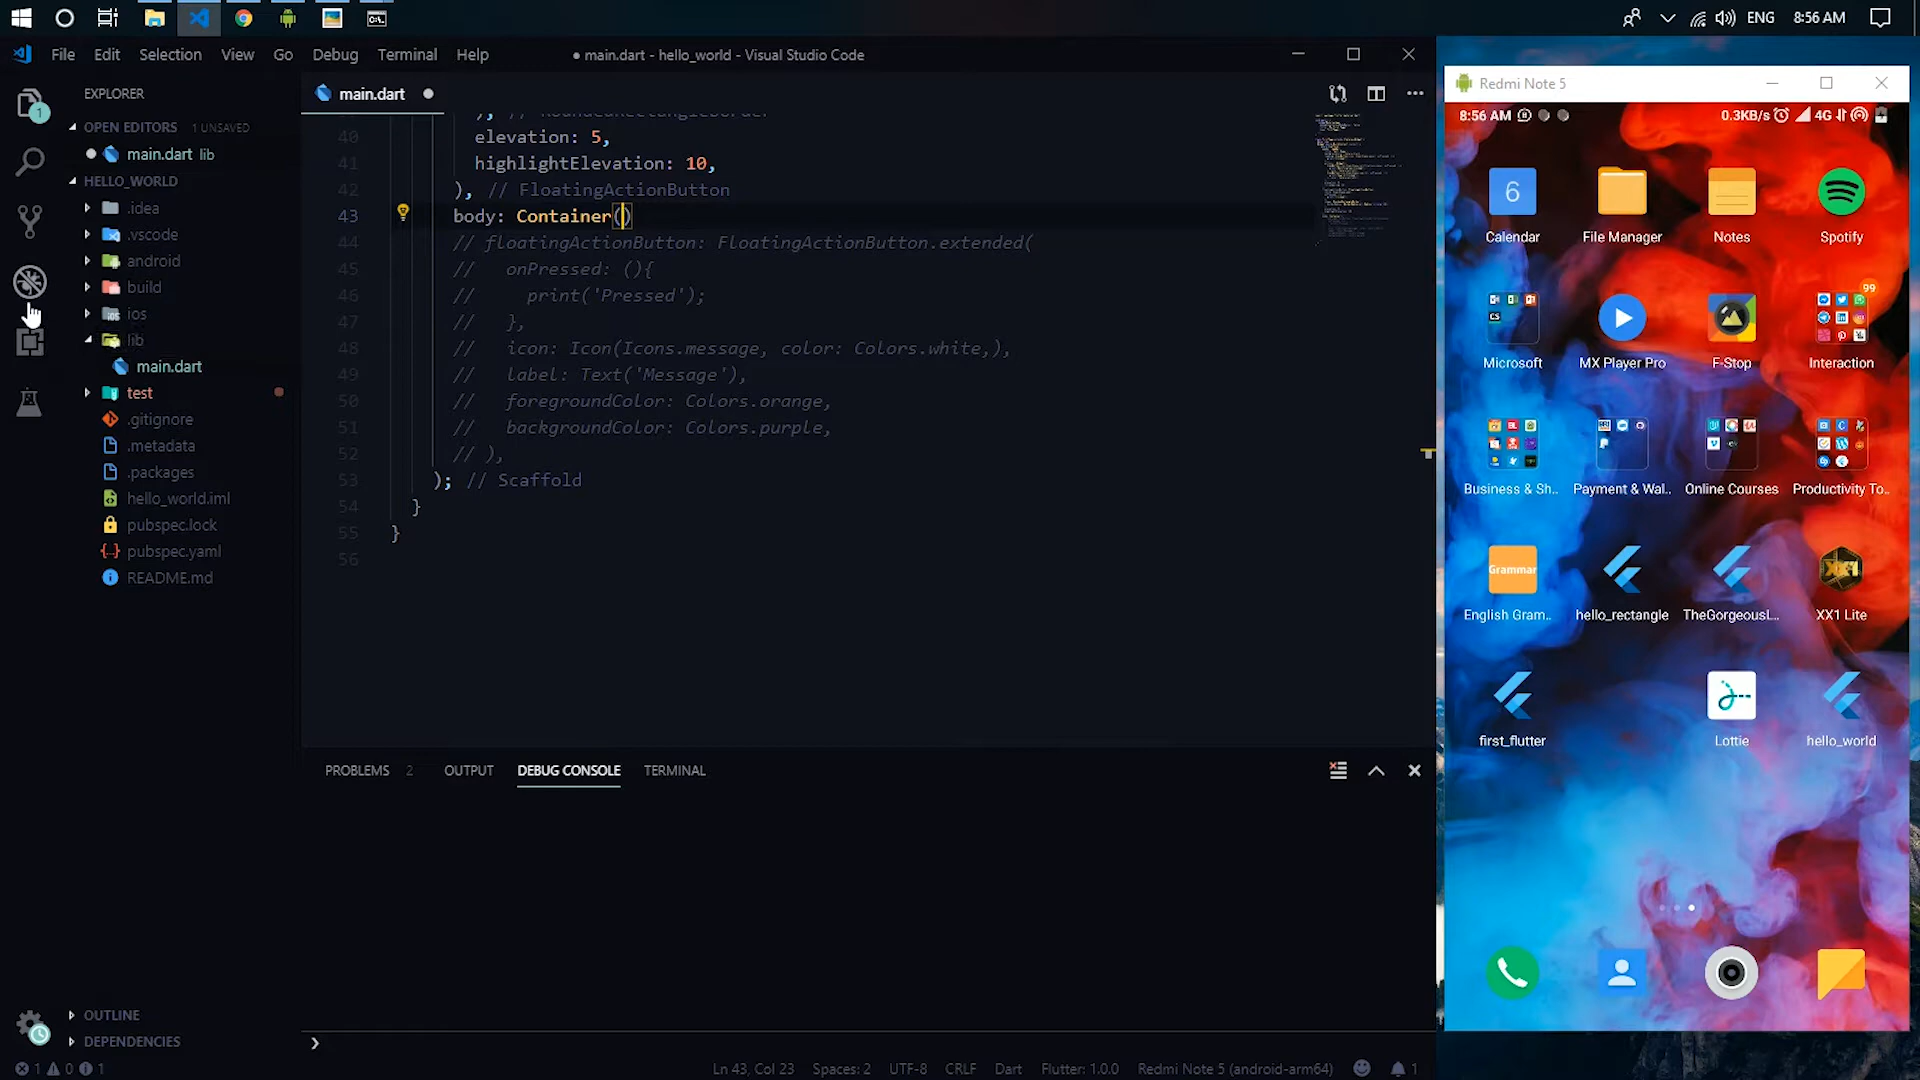 ENG
8:56 AM
File
Edit
Selection
View
Go
Debug
Terminal
Help
● main.dart - hello_world - Visual Studio Code
EXPLORER
OPEN EDITORS 1 UNSAVED
main.dart lib
HELLO_WORLD
.idea
.vscode
android
build
ios
lib
main.dart
test
.gitignore
.metadata
.packages
hello_world.iml
pubspec.lock
pubspec.yaml
README.md
OUTLINE
DEPENDENCIES
1
main.dart
), // RoundedRectangleBorder
40 elevation: 5,
41 highlightElevation: 10,
42 ), // FloatingActionButton
43 body: Container()
44 // floatingActionButton: FloatingActionButton.extended(
45 // onPressed: (){
46 // print('Pressed');
47 // },
48 // icon: Icon(Icons.message, color: Colors.white,),
49 // label: Text('Message'),
50 // foregroundColor: Colors.orange,
51 // backgroundColor: Colors.purple,
52 // ),
53 ); // Scaffold
54 }
55 }
56
PROBLEMS 2
OUTPUT
DEBUG CONSOLE
TERMINAL
1 0 1
Ln 43, Col 23
Spaces: 2
UTF-8
CRLF
Dart
Flutter: 1.0.0
Redmi Note 5 (android-arm64)
1
Redmi Note 5
8:56 AM
0.3KB/s 4G
6
Calendar
File Manager
Notes
Spotify
99
Microsoft
MX Player Pro
F-Stop
Interaction
Business & Sh..
Payment & Wal..
Online Courses
Productivity To..
Grammar
XX1
English Gram..
hello_rectangle
TheGorgeousL..
XX1 Lite
first_flutter
Lottie
hello_world